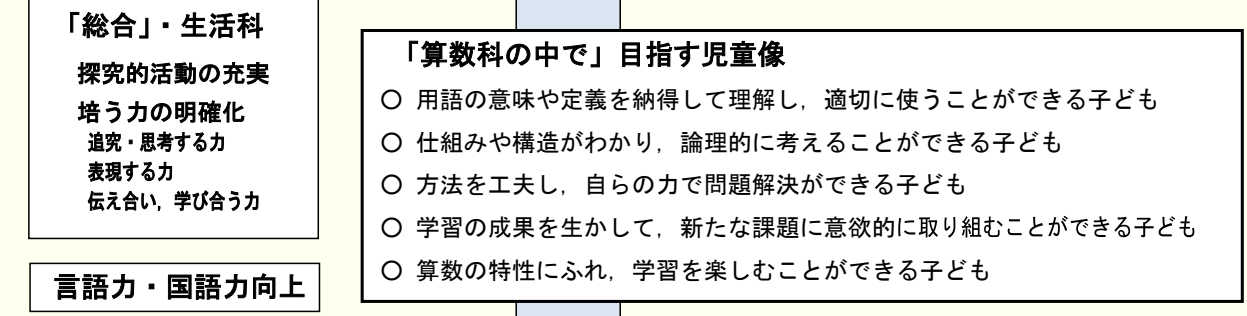 「総合」・生活科
探究的活動の充実
培う力の明確化
追究・思考する力
表現する力
伝え合い，学び合う力
言語力・国語力向上
「算数科の中で」目指す児童像
○ 用語の意味や定義を納得して理解し，適切に使うことができる子ども
○ 仕組みや構造がわかり，論理的に考えることができる子ども
○ 方法を工夫し，自らの力で問題解決ができる子ども
○ 学習の成果を生かして，新たな課題に意欲的に取り組むことができる子ども
○ 算数の特性にふれ，学習を楽しむことができる子ども